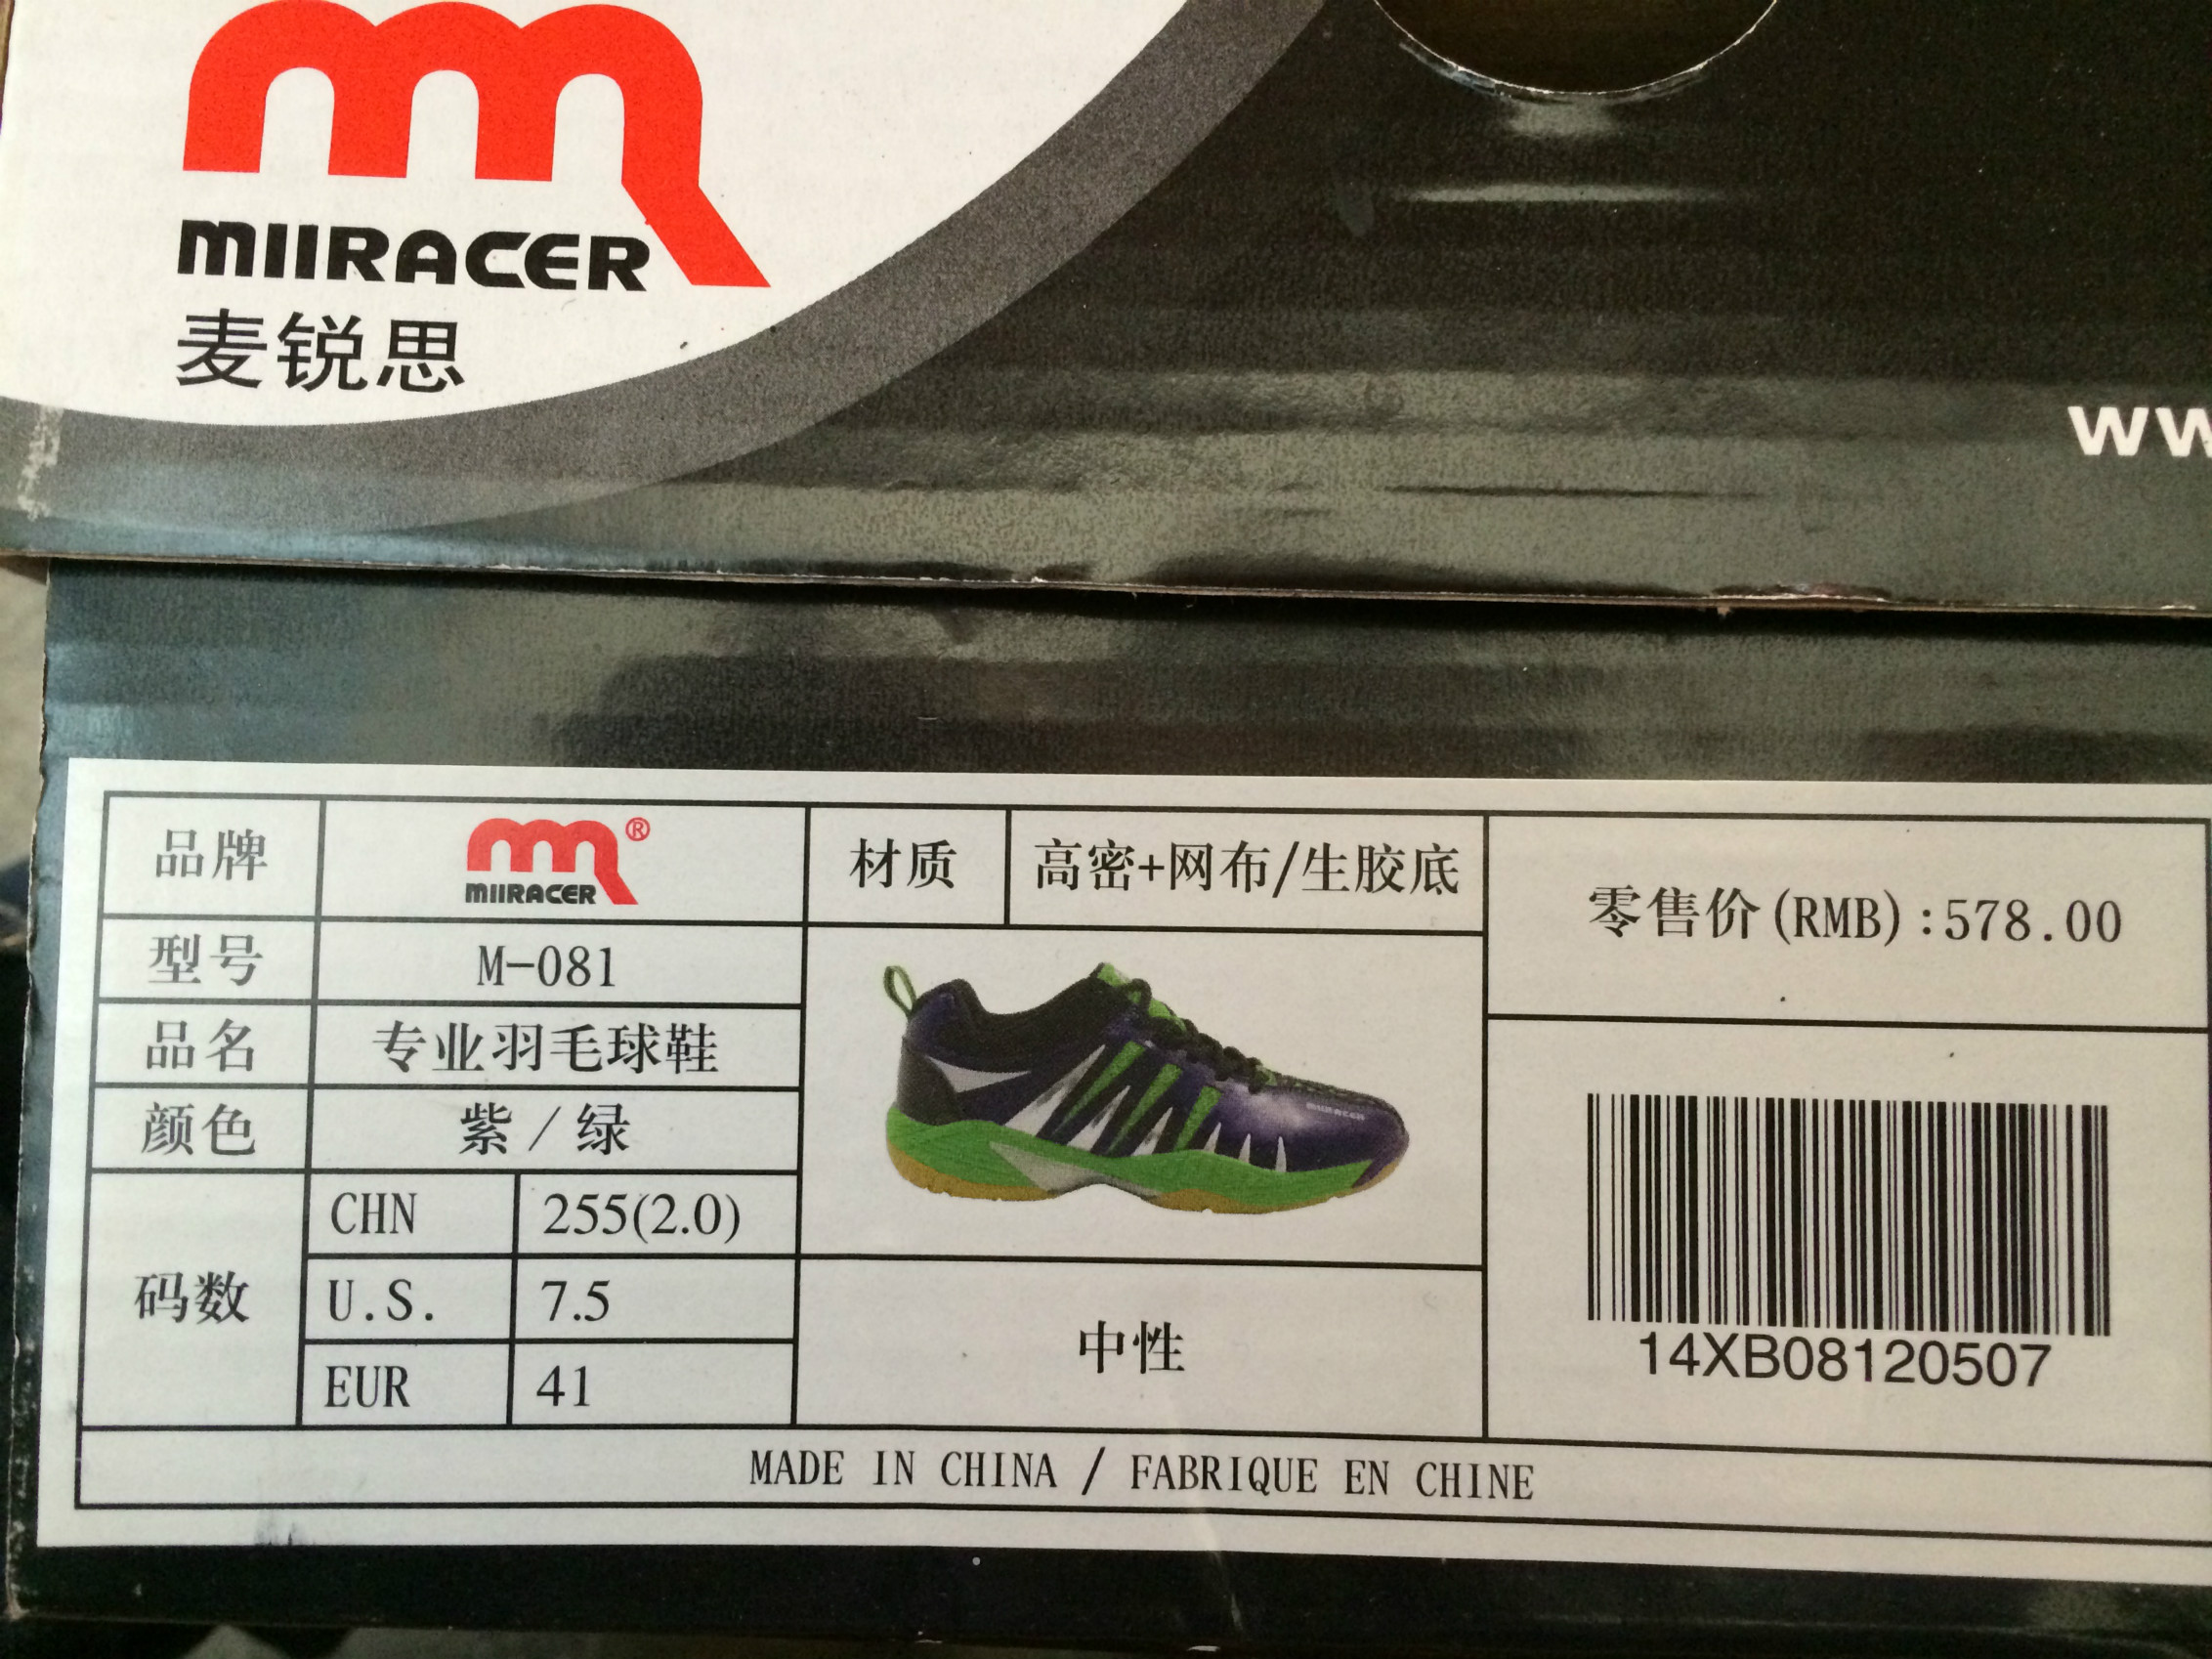 MIIRACER
麦锐思
ww
品牌
MIIRACER®
材质
高密+网布/生胶底
零售价(RMB):578.00
型号
M-081
品名
专业羽毛球鞋
颜色
紫/绿
码数
CHN
255(2.0)
U.S.
7.5
EUR
41
MIIRACER
中性
14XB08120507
MADE IN CHINA / FABRIQUE EN CHINE